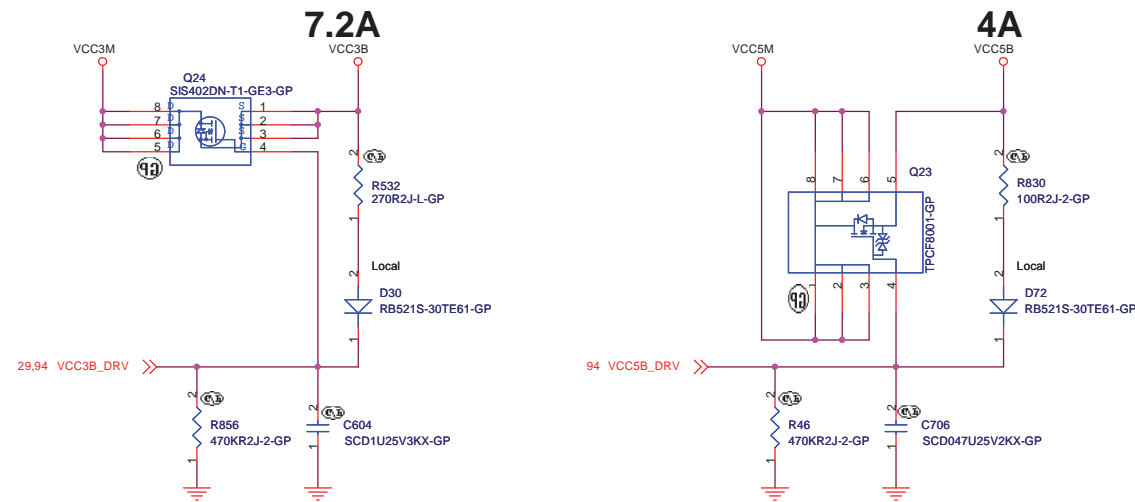 7.2A
4A
VCC3M
VCC3B
VCC5M
VCC5B
Q24
SIS402DN-T1-GE3-GP
8 D S 1
7 D S 2
6 D S 3
5 D G 4
GP
2
R532
270R2J-L-GP
1
2
Local
D30
RB521S-30TE61-GP
1
29,94 VCC3B_DRV
2
R856
470KR2J-2-GP
1
2
C604
SCD1U25V3KX-GP
1
8 7 6 5
Q23
TPCF8001-GP
GP
1 2 3 4
2
R830
100R2J-2-GP
1
2
Local
D72
RB521S-30TE61-GP
1
94 VCC5B_DRV
2
R46
470KR2J-2-GP
1
2
C706
SCD047U25V2KX-GP
1